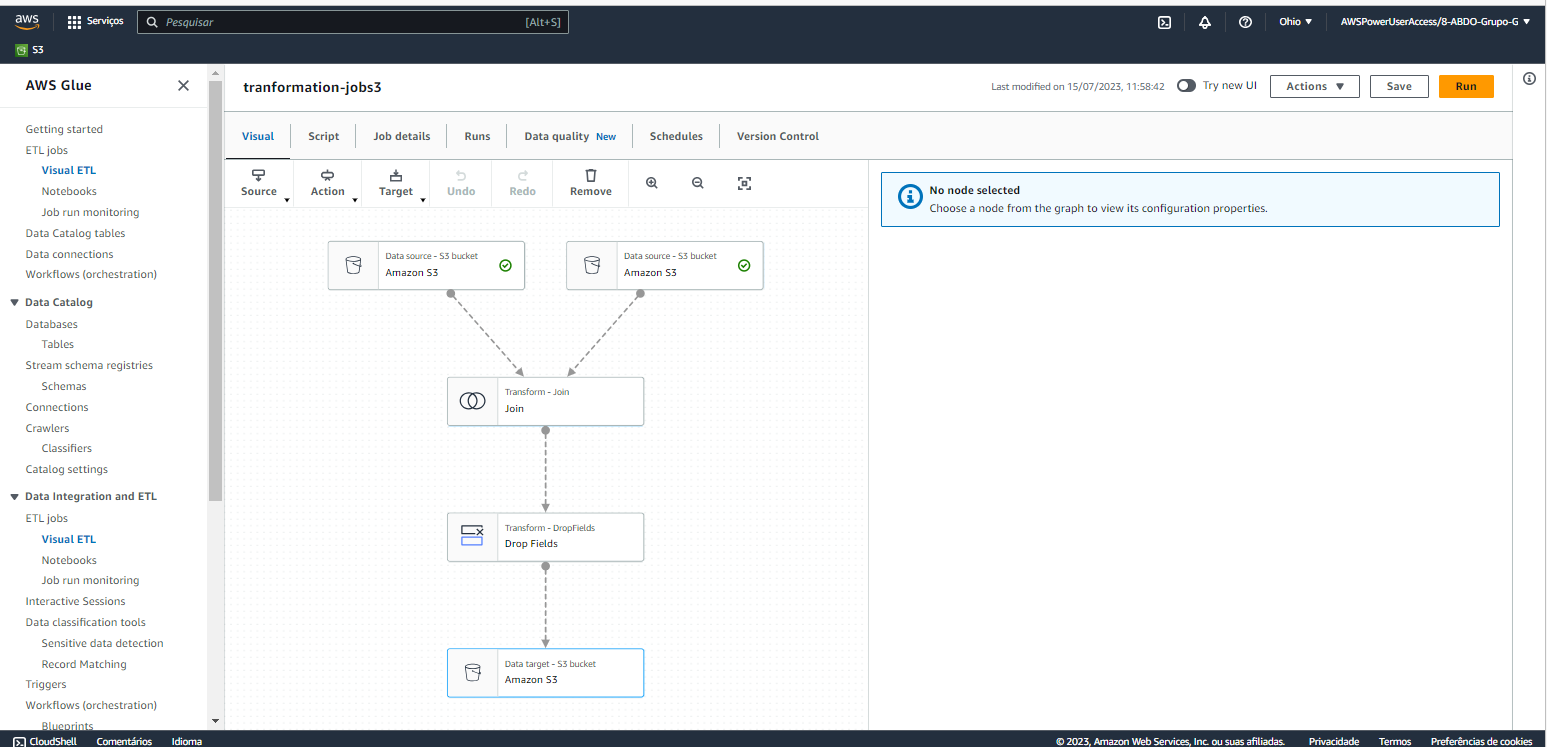 aws
Serviços
Pesquisar
[Alt+S]
Ohio ▼
AWSPowerUserAccess/8-ABDO-Grupo-G ▼
S3
AWS Glue
Getting started
ETL jobs
Visual ETL
Notebooks
Job run monitoring
Data Catalog tables
Data connections
Workflows (orchestration)
Data Catalog
Databases
Tables
Stream schema registries
Schemas
Connections
Crawlers
Classifiers
Catalog settings
Data Integration and ETL
ETL jobs
Visual ETL
Notebooks
Job run monitoring
Interactive Sessions
Data classification tools
Sensitive data detection
Record Matching
Triggers
Workflows (orchestration)
Blueprints
tranformation-jobs3
Last modified on 15/07/2023, 11:58:42
Try new UI
Actions ▼
Save
Run
Visual
Script
Job details
Runs
Data quality New
Schedules
Version Control
Source
Action
Target
Undo
Redo
Remove
Data source - S3 bucket
Amazon S3
Data source - S3 bucket
Amazon S3
Transform - Join
Join
Transform - DropFields
Drop Fields
Data target - S3 bucket
Amazon S3
No node selected
Choose a node from the graph to view its configuration properties.
CloudShell
Comentários
Idioma
© 2023, Amazon Web Services, Inc. ou suas afiliadas.
Privacidade
Termos
Preferências de cookies